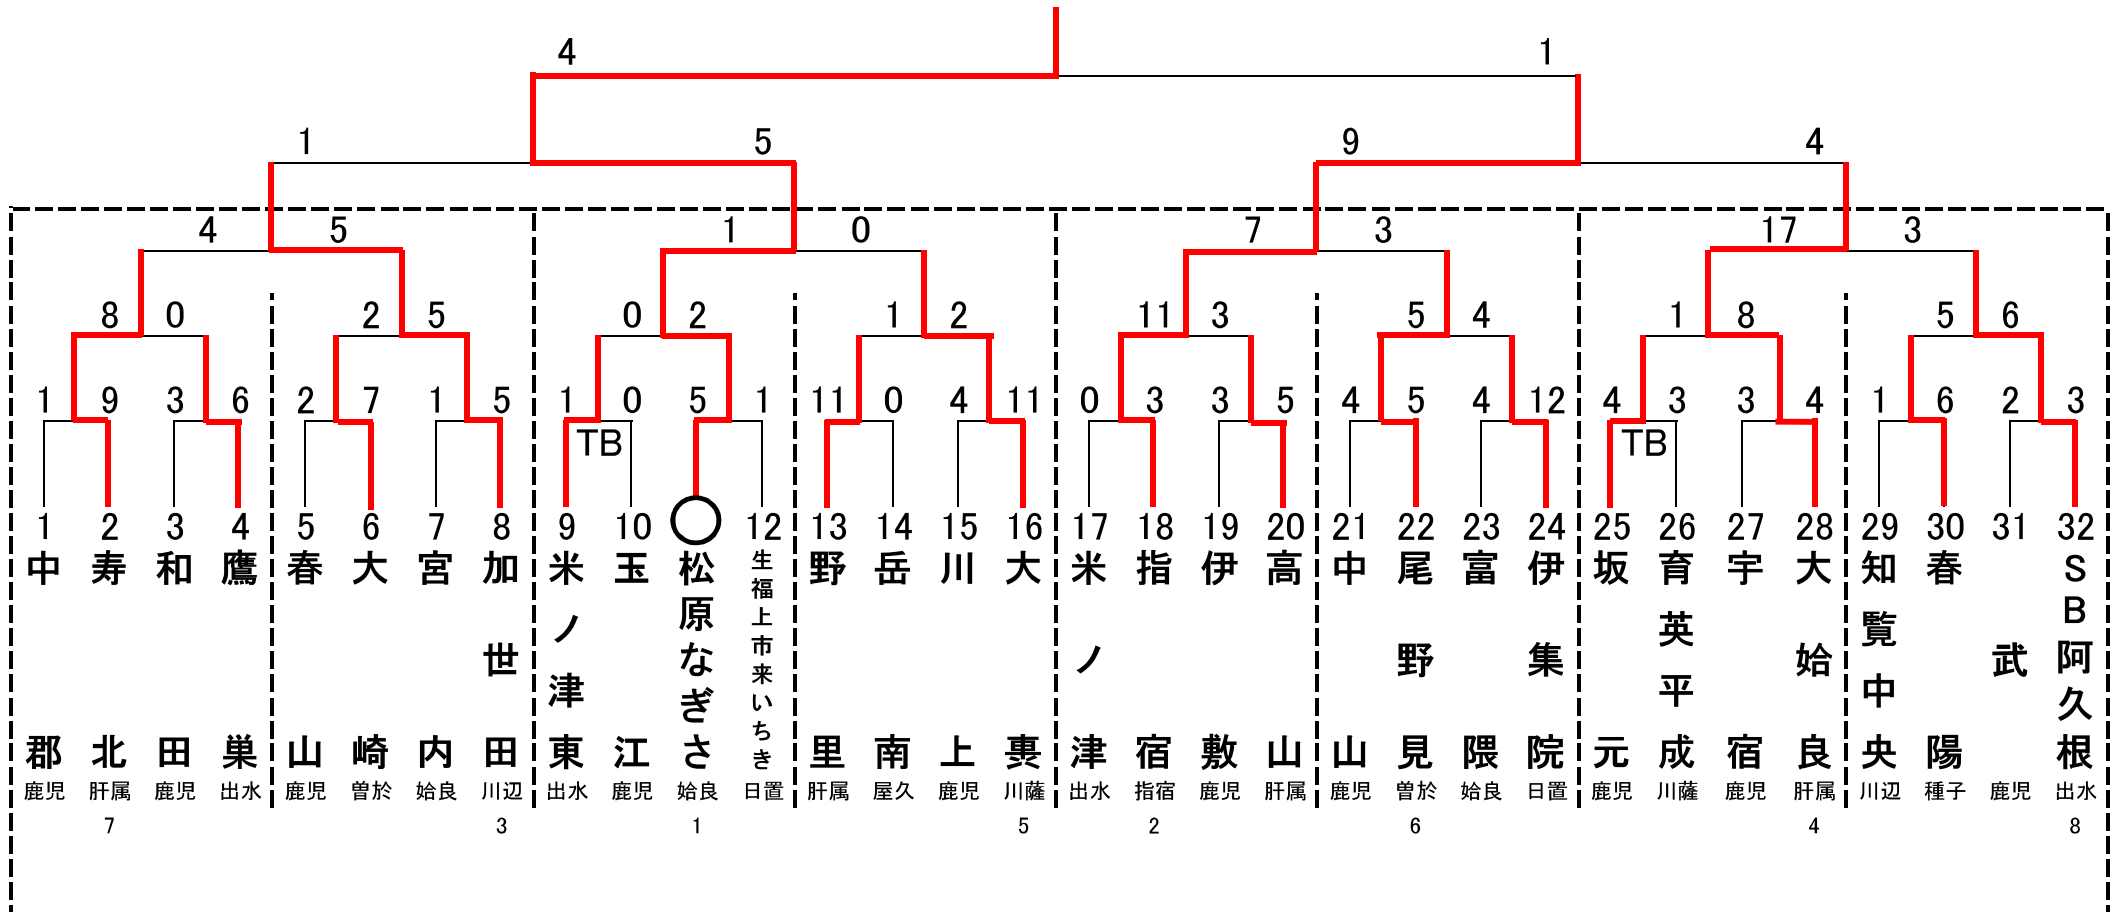 4 1
1 5 9 4
4 5 1 0 7 3 17 3
8 0 2 5 0 2 1 2 11 3 5 4 1 8 5 6
1 9 3 6 2 7 1 5 1 0 5 1 11 0 4 11 0 3 3 5 4 5 4 12 4 3 3 4 1 6 2 3
TB TB
1 2 3 4 5 6 7 8 9 10 12 13 14 15 16 17 18 19 20 21 22 23 24 25 26 27 28 29 30 31 32
中郡
寿北
和田
鷹巣
春山
大崎
宮内
加世田
米ノ津東
玉江
松原なぎさ
生福上市来いちき
野里
岳南
川上
大
米ノ津
指宿
伊敷
高山
中山
尾野見
富隈
伊集院
坂元
育英平成
宇宿
大姶良
知覧中央
春陽
武
SB阿久根
鹿児 肝属 鹿児 出水 鹿児 曽於 姶良 川辺 出水 鹿児 姶良 日置 肝属 屋久 鹿児 川薩 出水 指宿 鹿児 肝属 鹿児 曽於 姶良 日置 鹿児 川薩 鹿児 肝属 川辺 種子 鹿児 出水
7 3 1 5 2 6 4 8